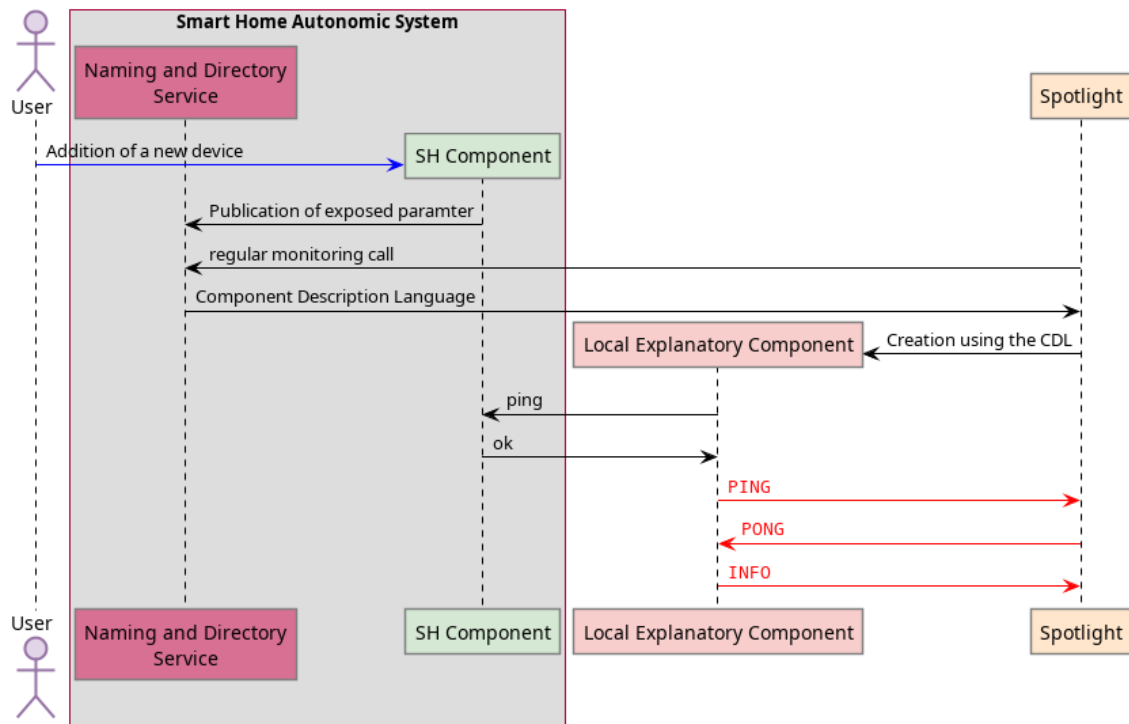 Smart Home Autonomic System
User
Naming and Directory
Service
Spotlight
Addition of a new device
SH Component
Publication of exposed paramter
regular monitoring call
Component Description Language
Local Explanatory Component
Creation using the CDL
ping
ok
PING
PONG
INFO
User
Naming and Directory
Service
SH Component
Local Explanatory Component
Spotlight